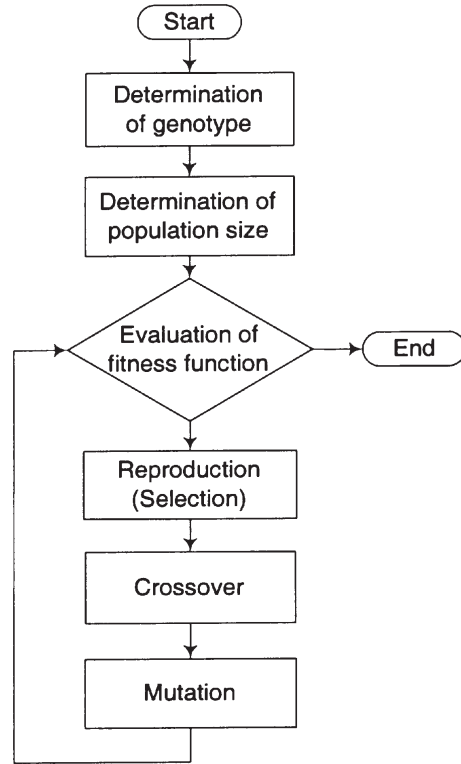 Start
Determination
of genotype
Determination of
population size
Evaluation of
fitness function
End
Reproduction
(Selection)
Crossover
Mutation